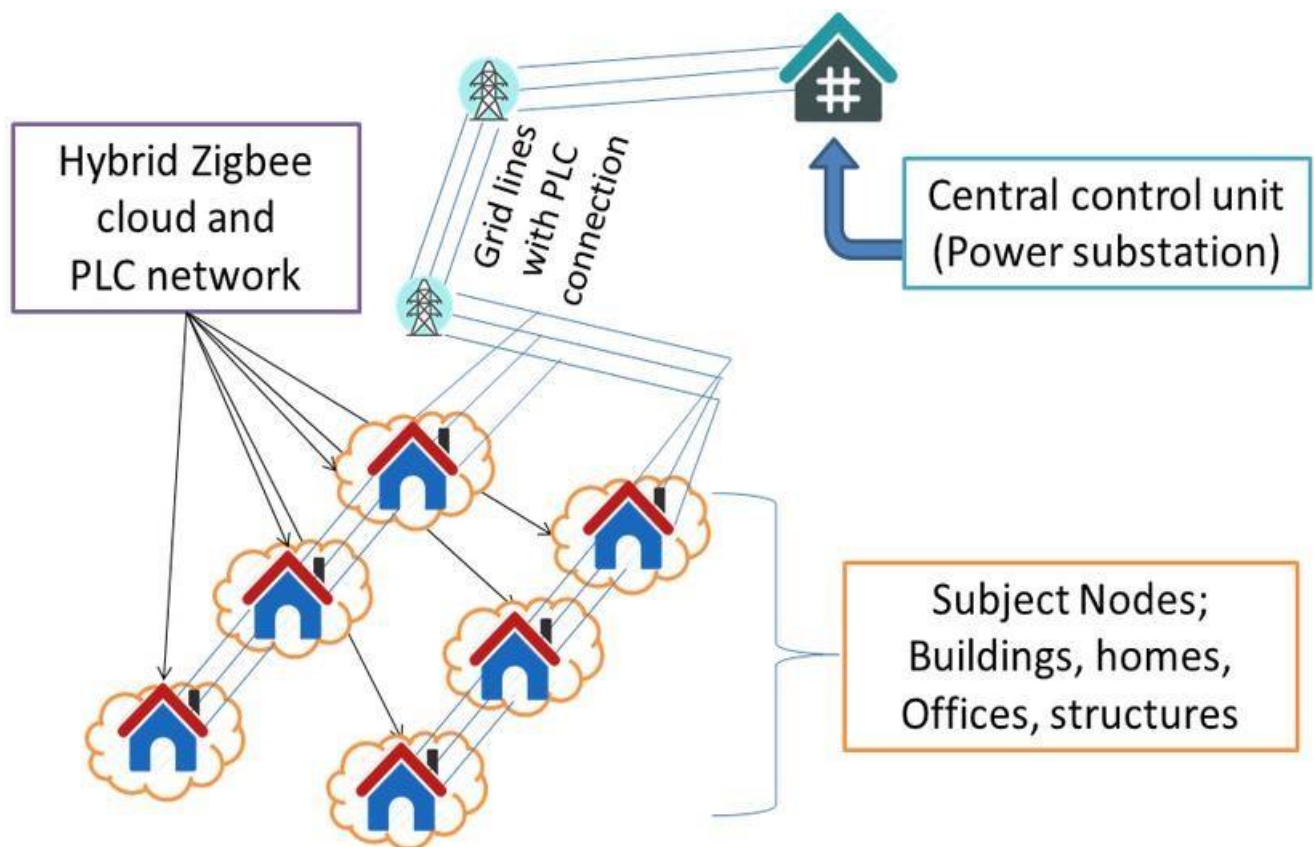 Hybrid Zigbee
cloud and
PLC network
Grid lines
with PLC
connection
Central control unit
(Power substation)
Subject Nodes;
Buildings, homes,
Offices, structures